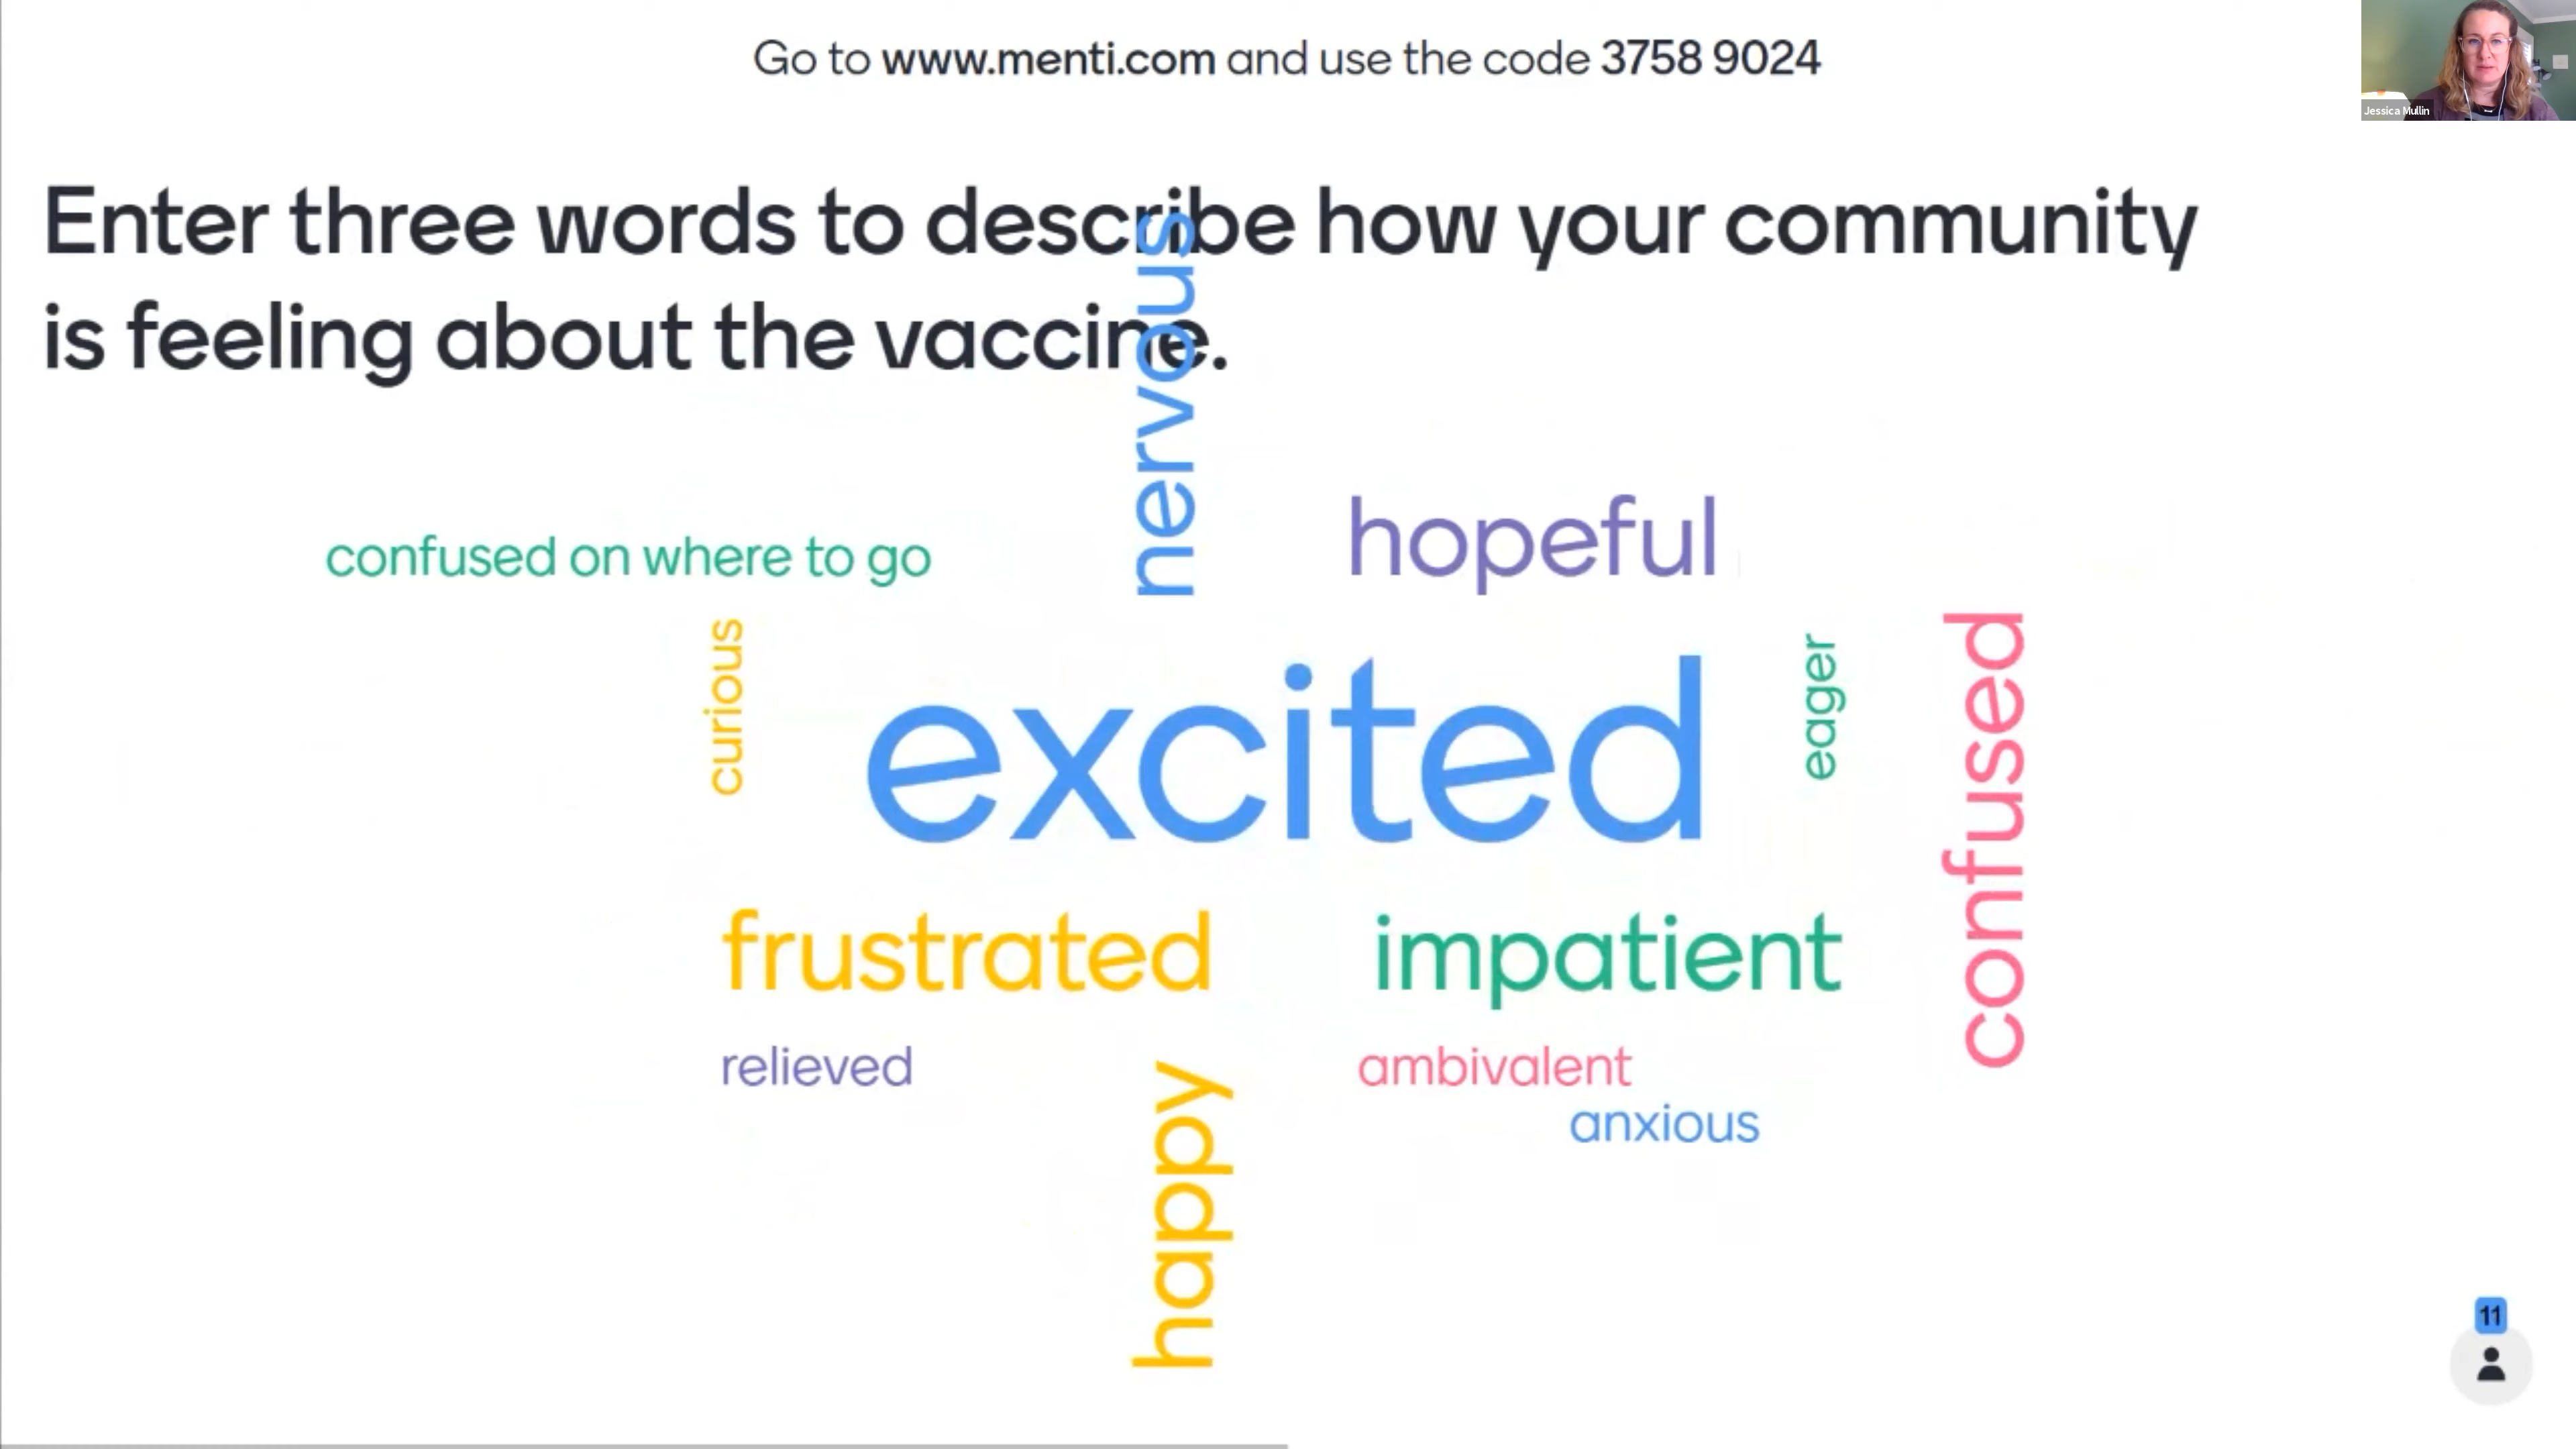 Go to www.menti.com and use the code 3758 9024
Jessica Mullin
Enter three words to describe how your community
is feeling about the vaccine.
nervous
hopeful
confused on where to go
curious
excited
eager
confused
frustrated
impatient
relieved
ambivalent
anxious
happy
11